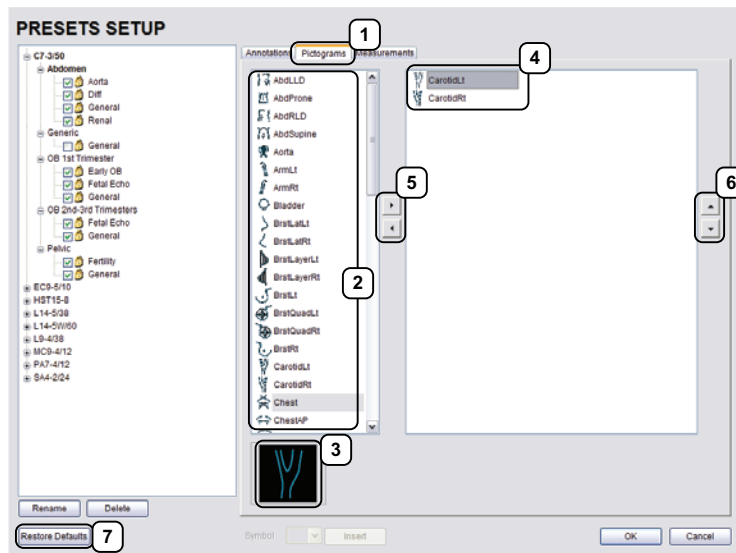 PRESETS SETUP
1
Annotations Pictograms Measurements
C7-3/50
Abdomen
Aorta
Diff
General
Renal
Generic
General
OB 1st Trimester
Early OB
Fetal Echo
General
OB 2nd-3rd Trimesters
Fetal Echo
General
Pelvic
Fertility
General
EC9-5/10
HST15-8
L14-5/38
L14-5W/60
L9-4/38
MC9-4/12
PA7-4/12
SA4-2/24
AbdLLD
AbdProne
AbdRLD
AbdSupine
Aorta
ArmLt
ArmRt
Bladder
BrstLatLt
BrstLatRt
BrstLayerLt
BrstLayerRt
BrstLt
BrstQuadLt
BrstQuadRt
BrstRt
CarotidLt
CarotidRt
Chest
ChestAP
2
3
CarotidLt
CarotidRt
4
5
6
Rename Delete
Restore Defaults
7
Symbol Insert
OK Cancel